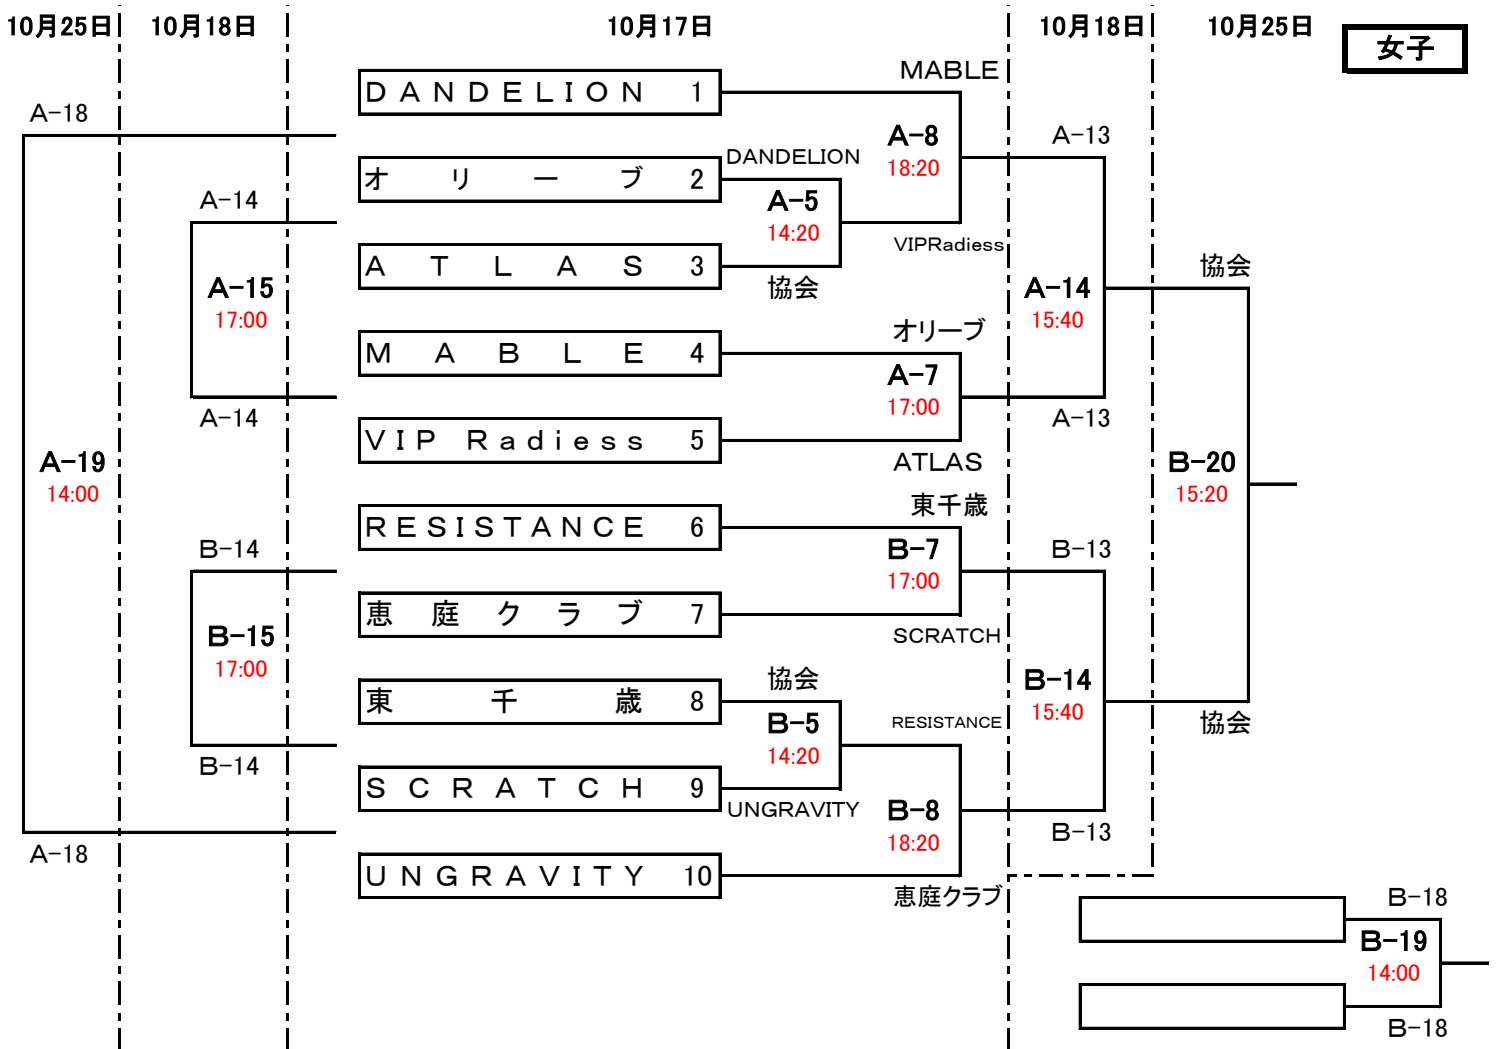 10月25日 10月18日 10月17日 10月18日 10月25日
女子
MABLE
DANDELION 1
A-18
A-8
A-13
18:20
DANDELION
オリーブ 2
A-14
A-5
14:20
VIPRadiess
ATLAS 3
協会
協会
A-15
A-14
17:00
15:40
オリーブ
MABLE 4
A-7
17:00
A-14
A-13
VIP Radiess 5
ATLAS
A-19
B-20
14:00
15:20
東千歳
RESISTANCE 6
B-14
B-7
B-13
17:00
恵庭クラブ 7
SCRATCH
B-15
17:00
協会
B-14
15:40
東千歳 8
RESISTANCE
協会
B-5
14:20
B-14
SCRATCH 9
UNGRAVITY
B-8
B-13
18:20
A-18
UNGRAVITY 10
恵庭クラブ
B-18
B-19
14:00
B-18